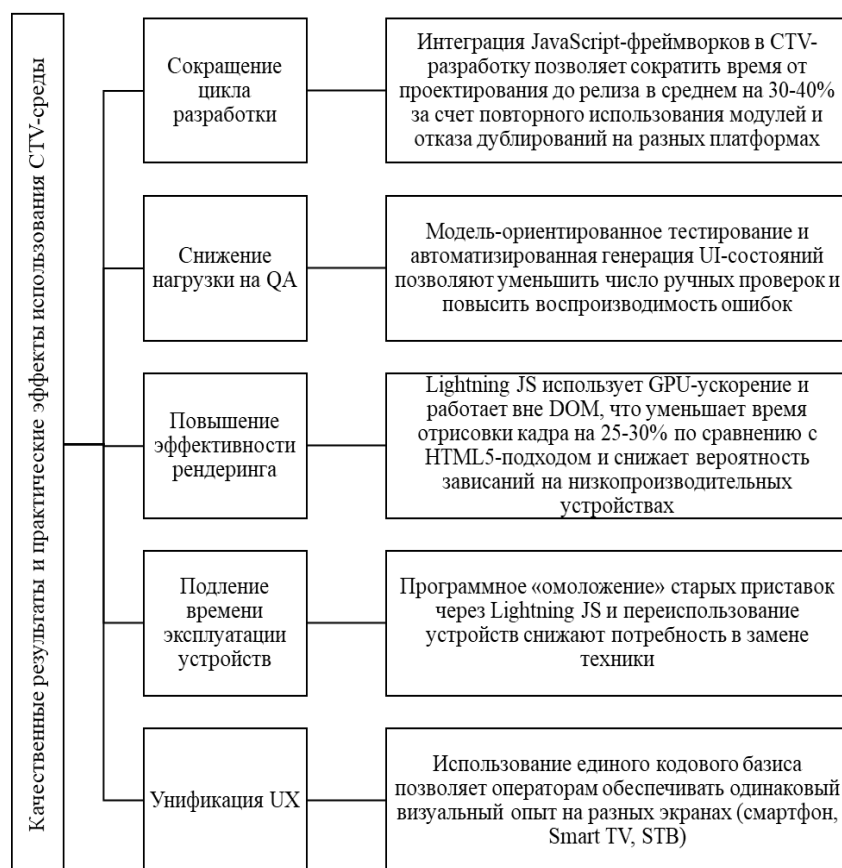 Качественные результаты и практические эффекты использования CTV-среды
Сокращение
цикла
разработки
Интеграция JavaScript-фреймворков в CTV-
разработку позволяет сократить время от
проектирования до релиза в среднем на 30-40%
за счет повторного использования модулей и
отказа дублирований на разных платформах
Снижение
нагрузки на QA
Модель-ориентированное тестирование и
автоматизированная генерация UI-состояний
позволяют уменьшить число ручных проверок и
повысить воспроизводимость ошибок
Повышение
эффективности
рендеринга
Lightning JS использует GPU-ускорение и
работает вне DOM, что уменьшает время
отрисовки кадра на 25-30% по сравнению с
HTML5-подходом и снижает вероятность
зависаний на низкопроизводительных
устройствах
Подление
времени
эксплуатации
устройств
Программное «омоложение» старых приставок
через Lightning JS и переиспользование
устройств снижают потребность в замене
техники
Унификация UX
Использование единого кодового базиса
позволяет операторам обеспечивать одинаковый
визуальный опыт на разных экранах (смартфон,
Smart TV, STB)